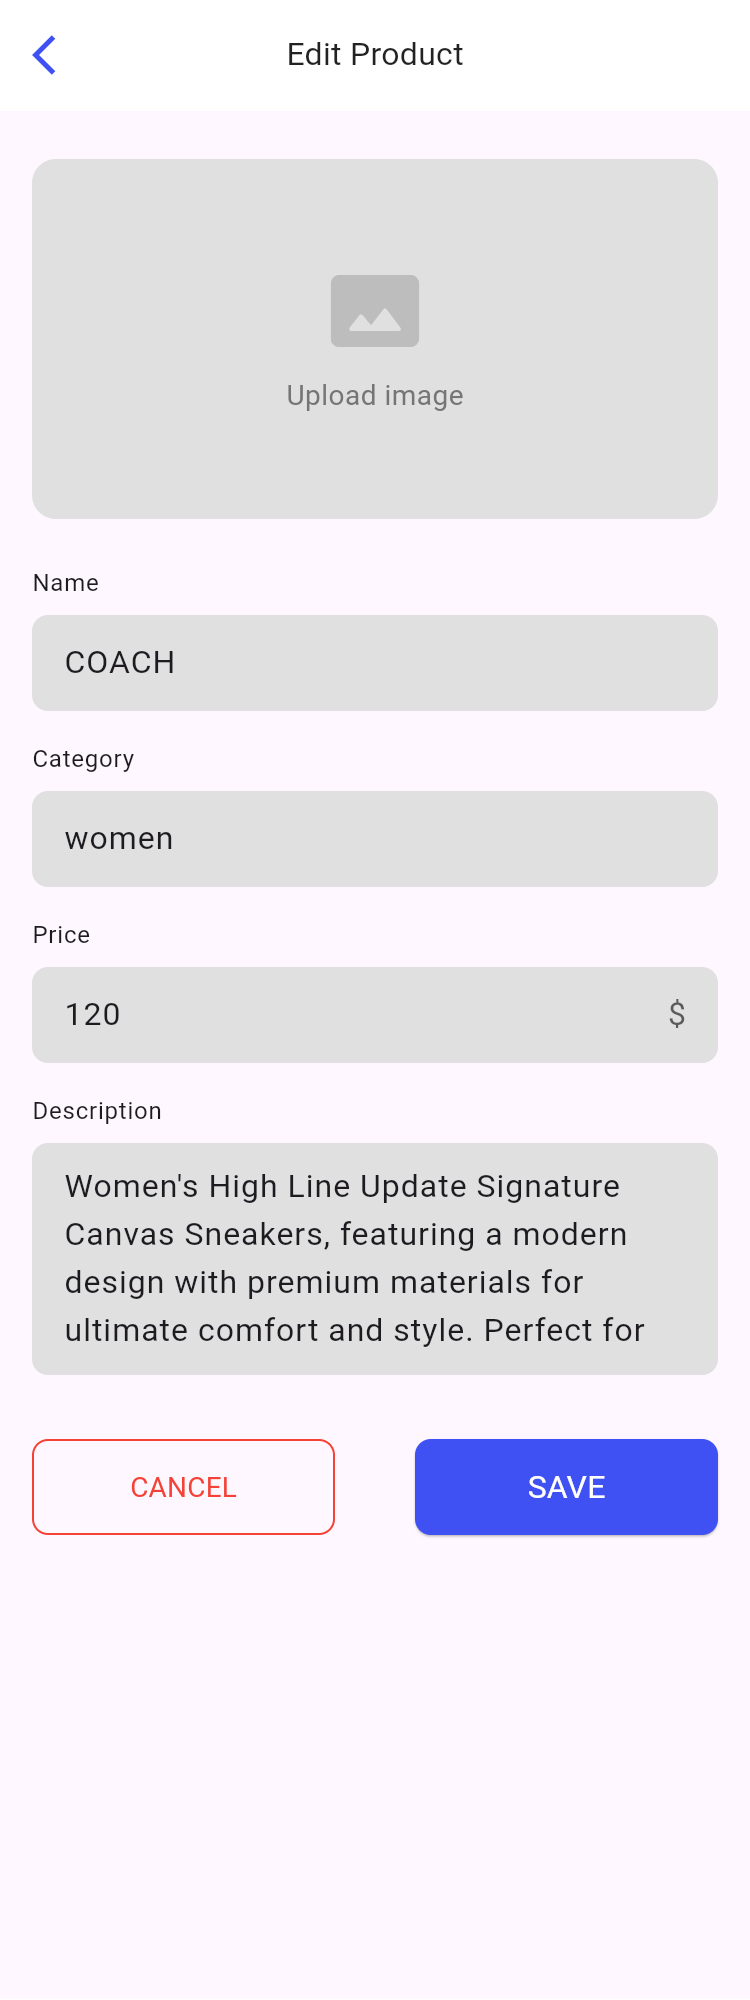 Edit Product
Upload image
Name
COACH
Category
women
Price
120 $
Description
Women's High Line Update Signature
Canvas Sneakers, featuring a modern
design with premium materials for
ultimate comfort and style. Perfect for
CANCEL SAVE